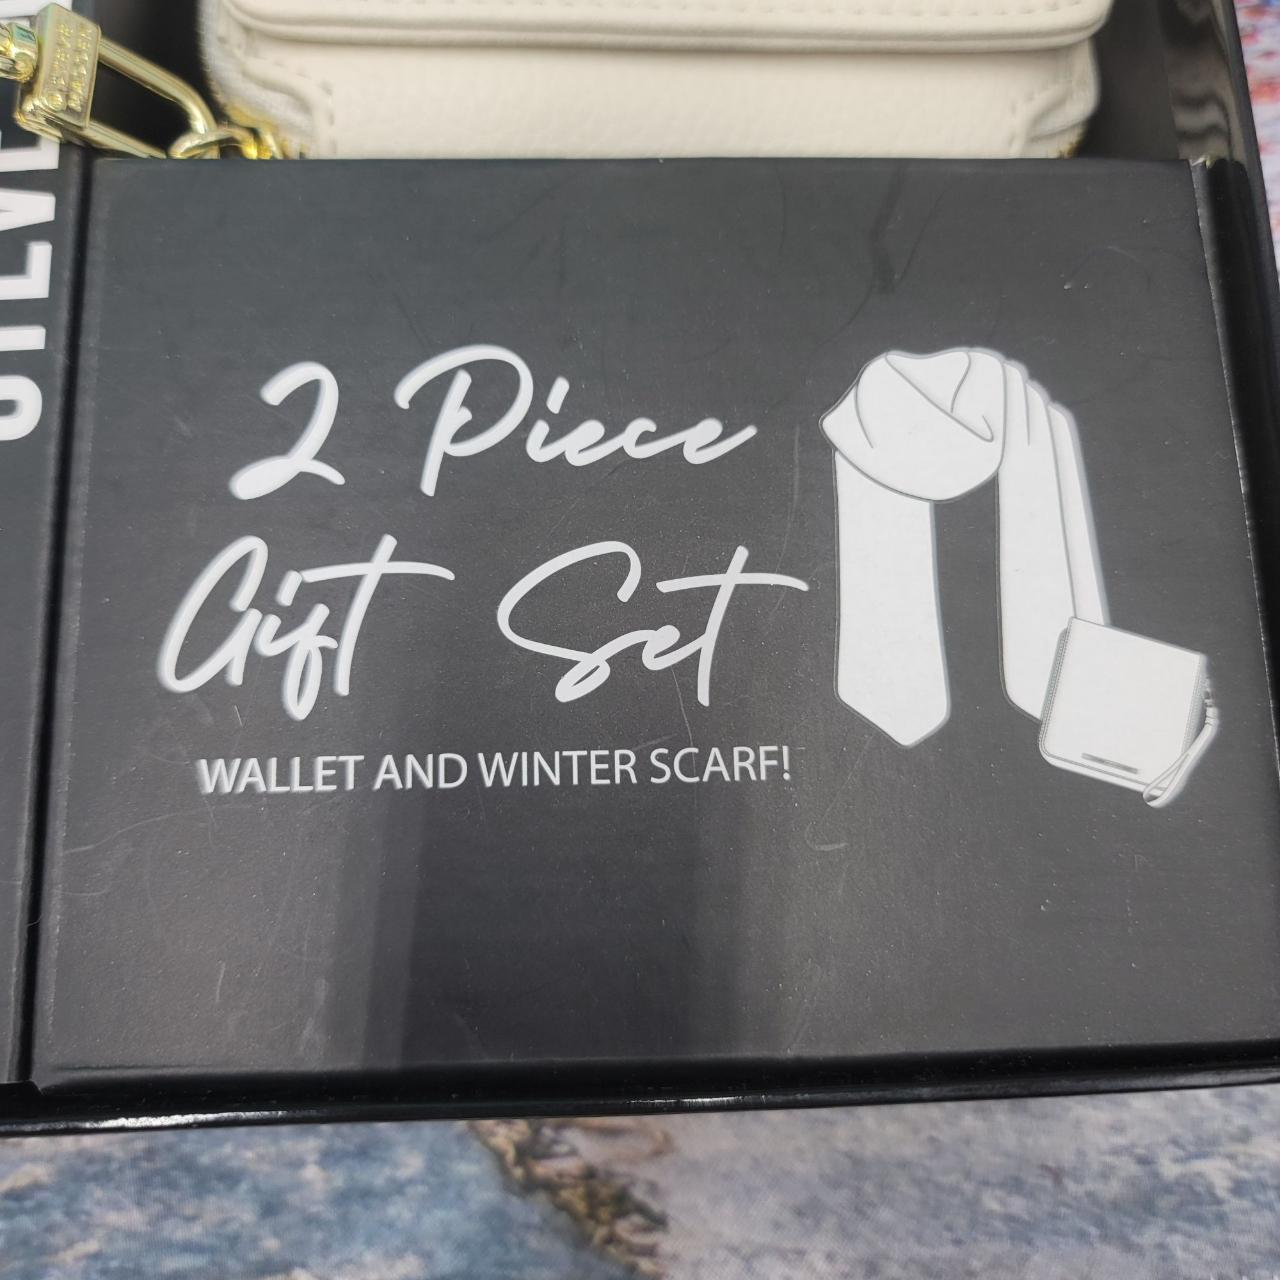 2 Piece
Gift Set
WALLET AND WINTER SCARF!